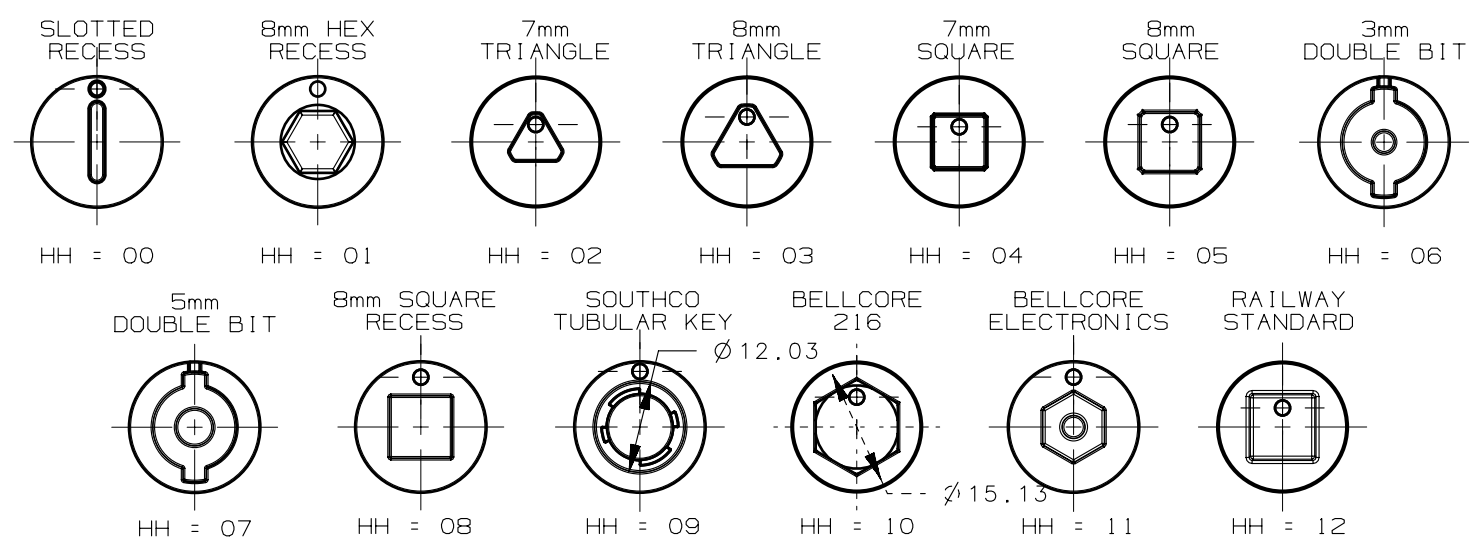 SLOTTED
RECESS
8mm HEX
RECESS
7mm
TRIANGLE
8mm
TRIANGLE
7mm
SQUARE
8mm
SQUARE
3mm
DOUBLE BIT
HH = 00
HH = 01
HH = 02
HH = 03
HH = 04
HH = 05
HH = 06
5mm
DOUBLE BIT
8mm SQUARE
RECESS
SOUTHCO
TUBULAR KEY
BELLCORE
216
BELLCORE
ELECTRONICS
RAILWAY
STANDARD
Ø12.03
Ø15.13
HH = 07
HH = 08
HH = 09
HH = 10
HH = 11
HH = 12